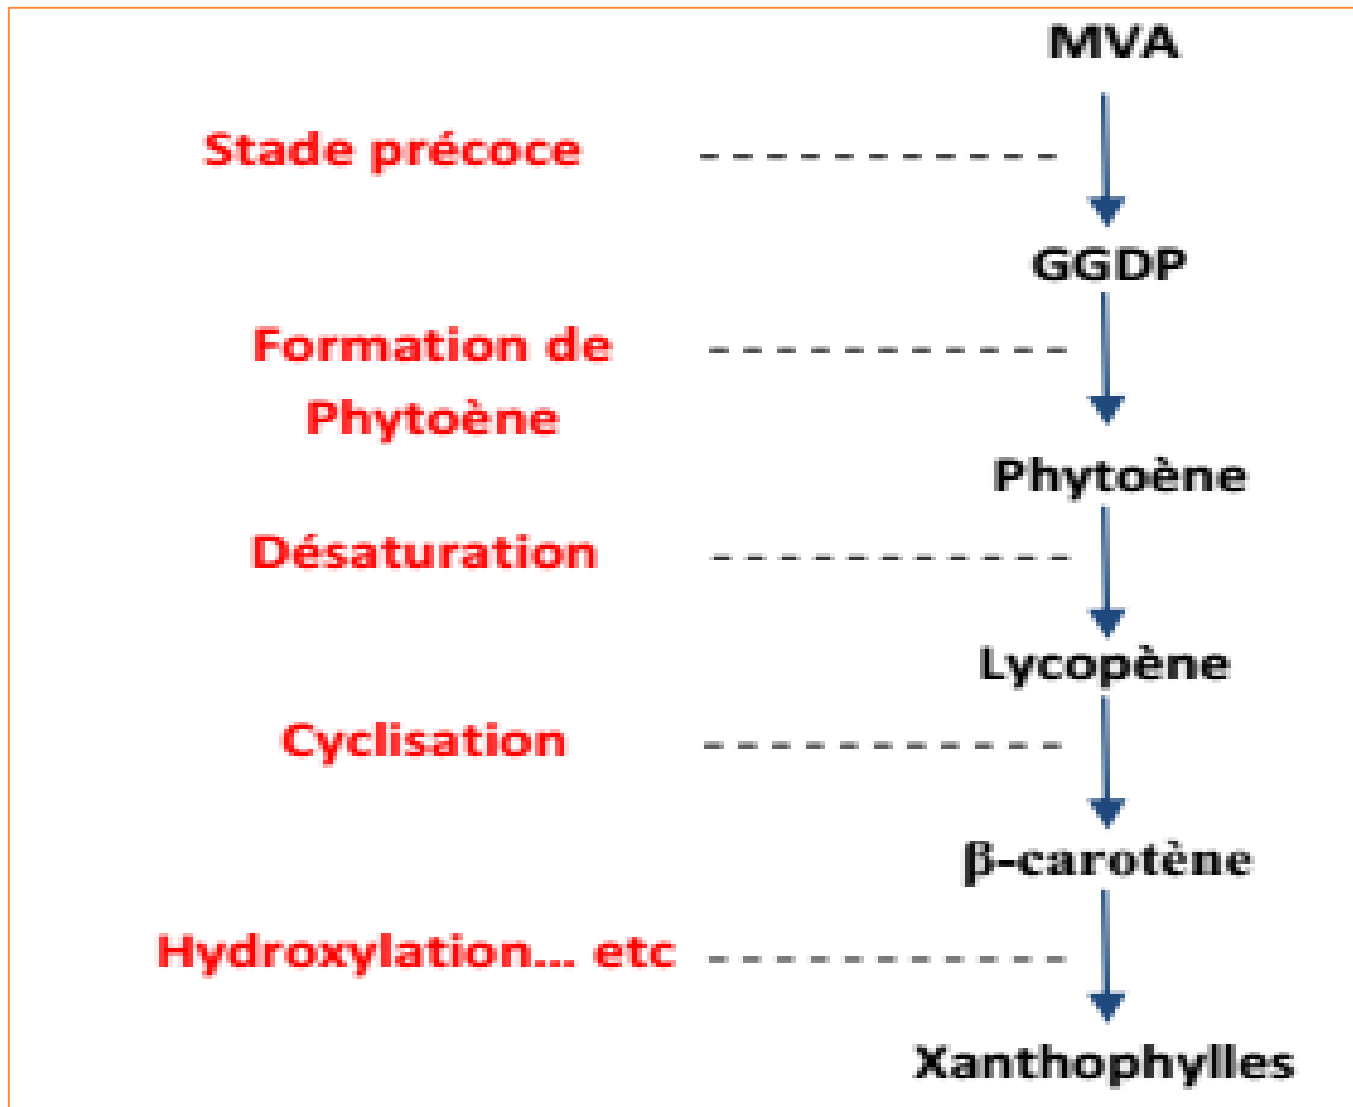 MVA
Stade précoce
GGDP
Formation de
Phytoène
Phytoène
Désaturation
Lycopène
Cyclisation
β-carotène
Hydroxylation... etc
Xanthophylles